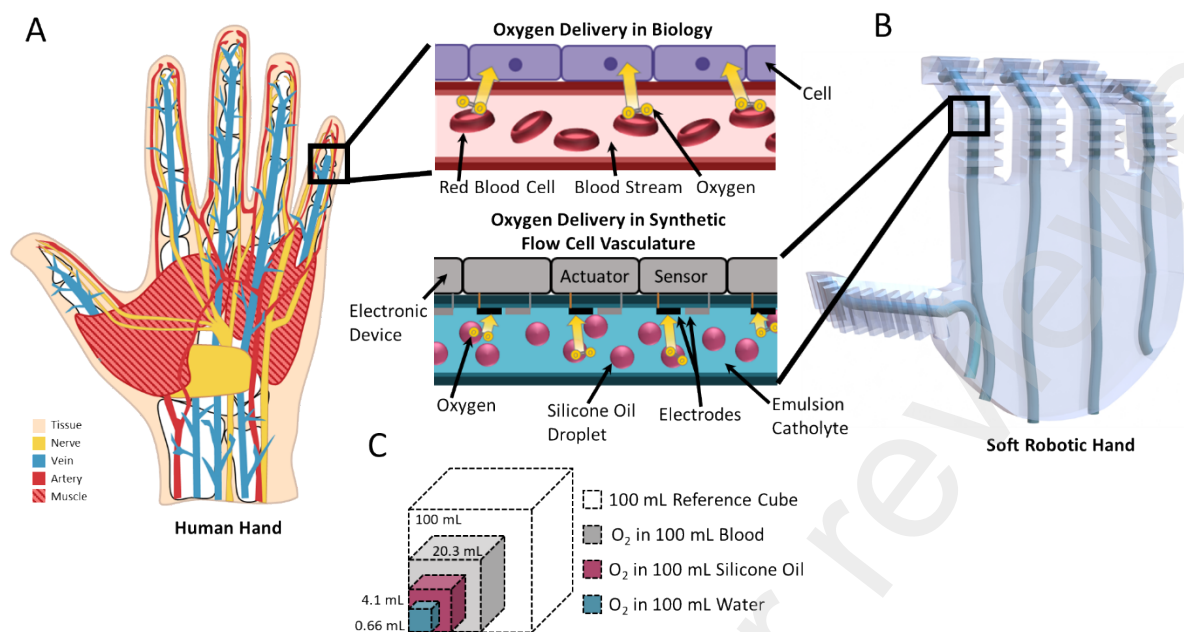 A
Oxygen Delivery in Biology
Cell
Red Blood Cell
Blood Stream
Oxygen
Oxygen Delivery in Synthetic
Flow Cell Vasculature
Actuator
Sensor
Electronic
Device
Oxygen
Silicone Oil
Droplet
Electrodes
Emulsion
Catholyte
Tissue
Nerve
Vein
Artery
Muscle
Human Hand
B
Soft Robotic Hand
C
100 mL
20.3 mL
4.1 mL
0.66 mL
100 mL Reference Cube
O₂ in 100 mL Blood
O₂ in 100 mL Silicone Oil
O₂ in 100 mL Water
r review